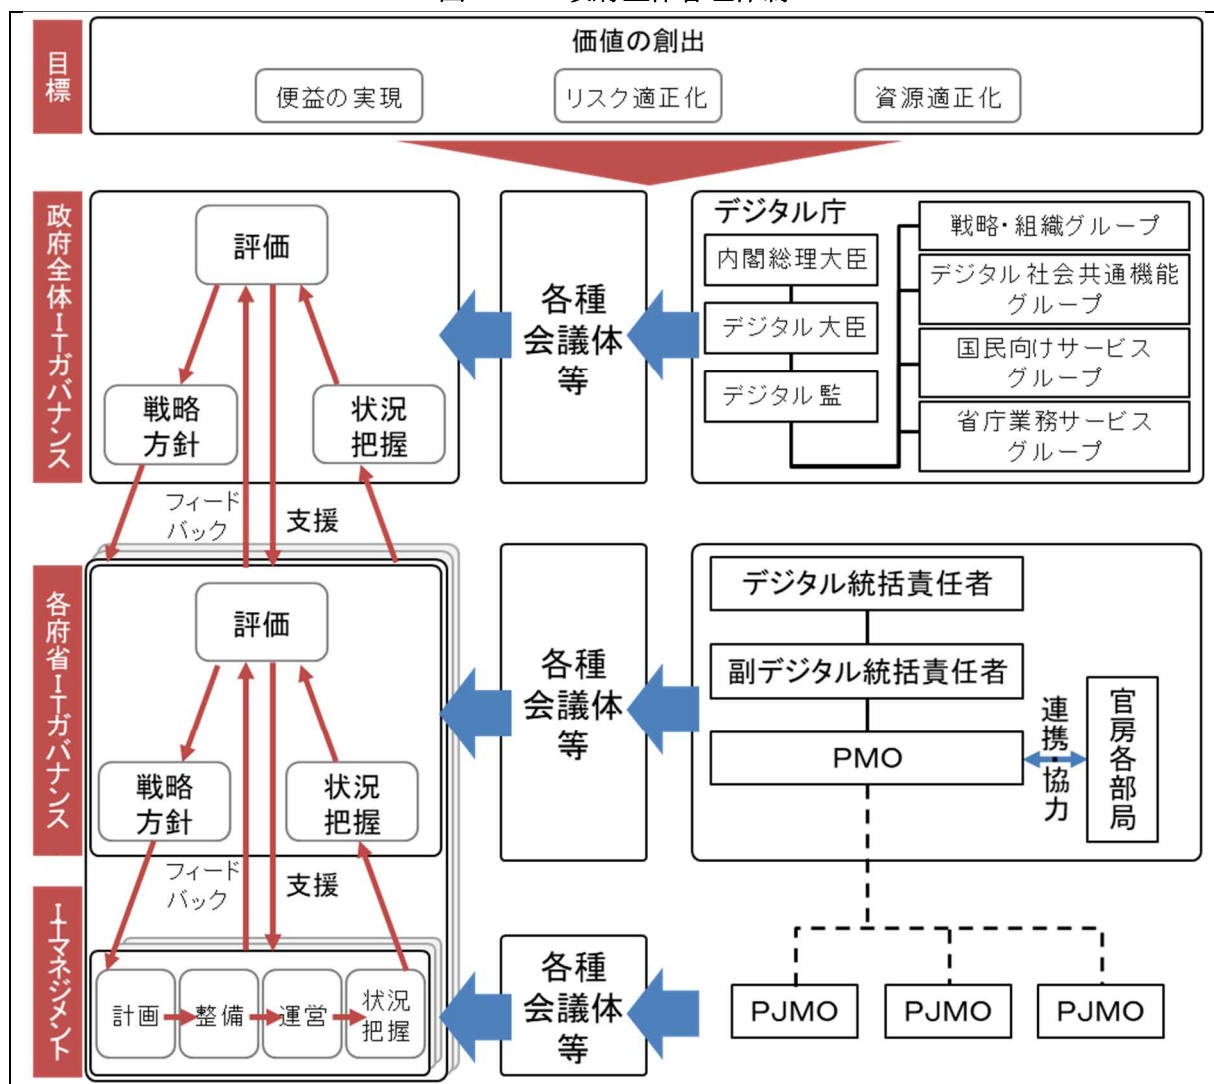 目標
価値の創出
便益の実現
リスク適正化
資源適正化
政府全体ITガバナンス
評価
戦略
方針
状況
把握
各種
会議体
等
デジタル庁
内閣総理大臣
デジタル大臣
デジタル監
戦略・組織グループ
デジタル社会共通機能
グループ
国民向けサービス
グループ
省庁業務サービス
グループ
フィード
バック
支援
各府省ITガバナンス
評価
戦略
方針
状況
把握
各種
会議体
等
デジタル統括責任者
副デジタル統括責任者
PMO
連携・協力
官房各部局
フィード
バック
支援
ITマネジメント
計画
整備
運営
状況
把握
各種
会議体
等
PJMO
PJMO
PJMO